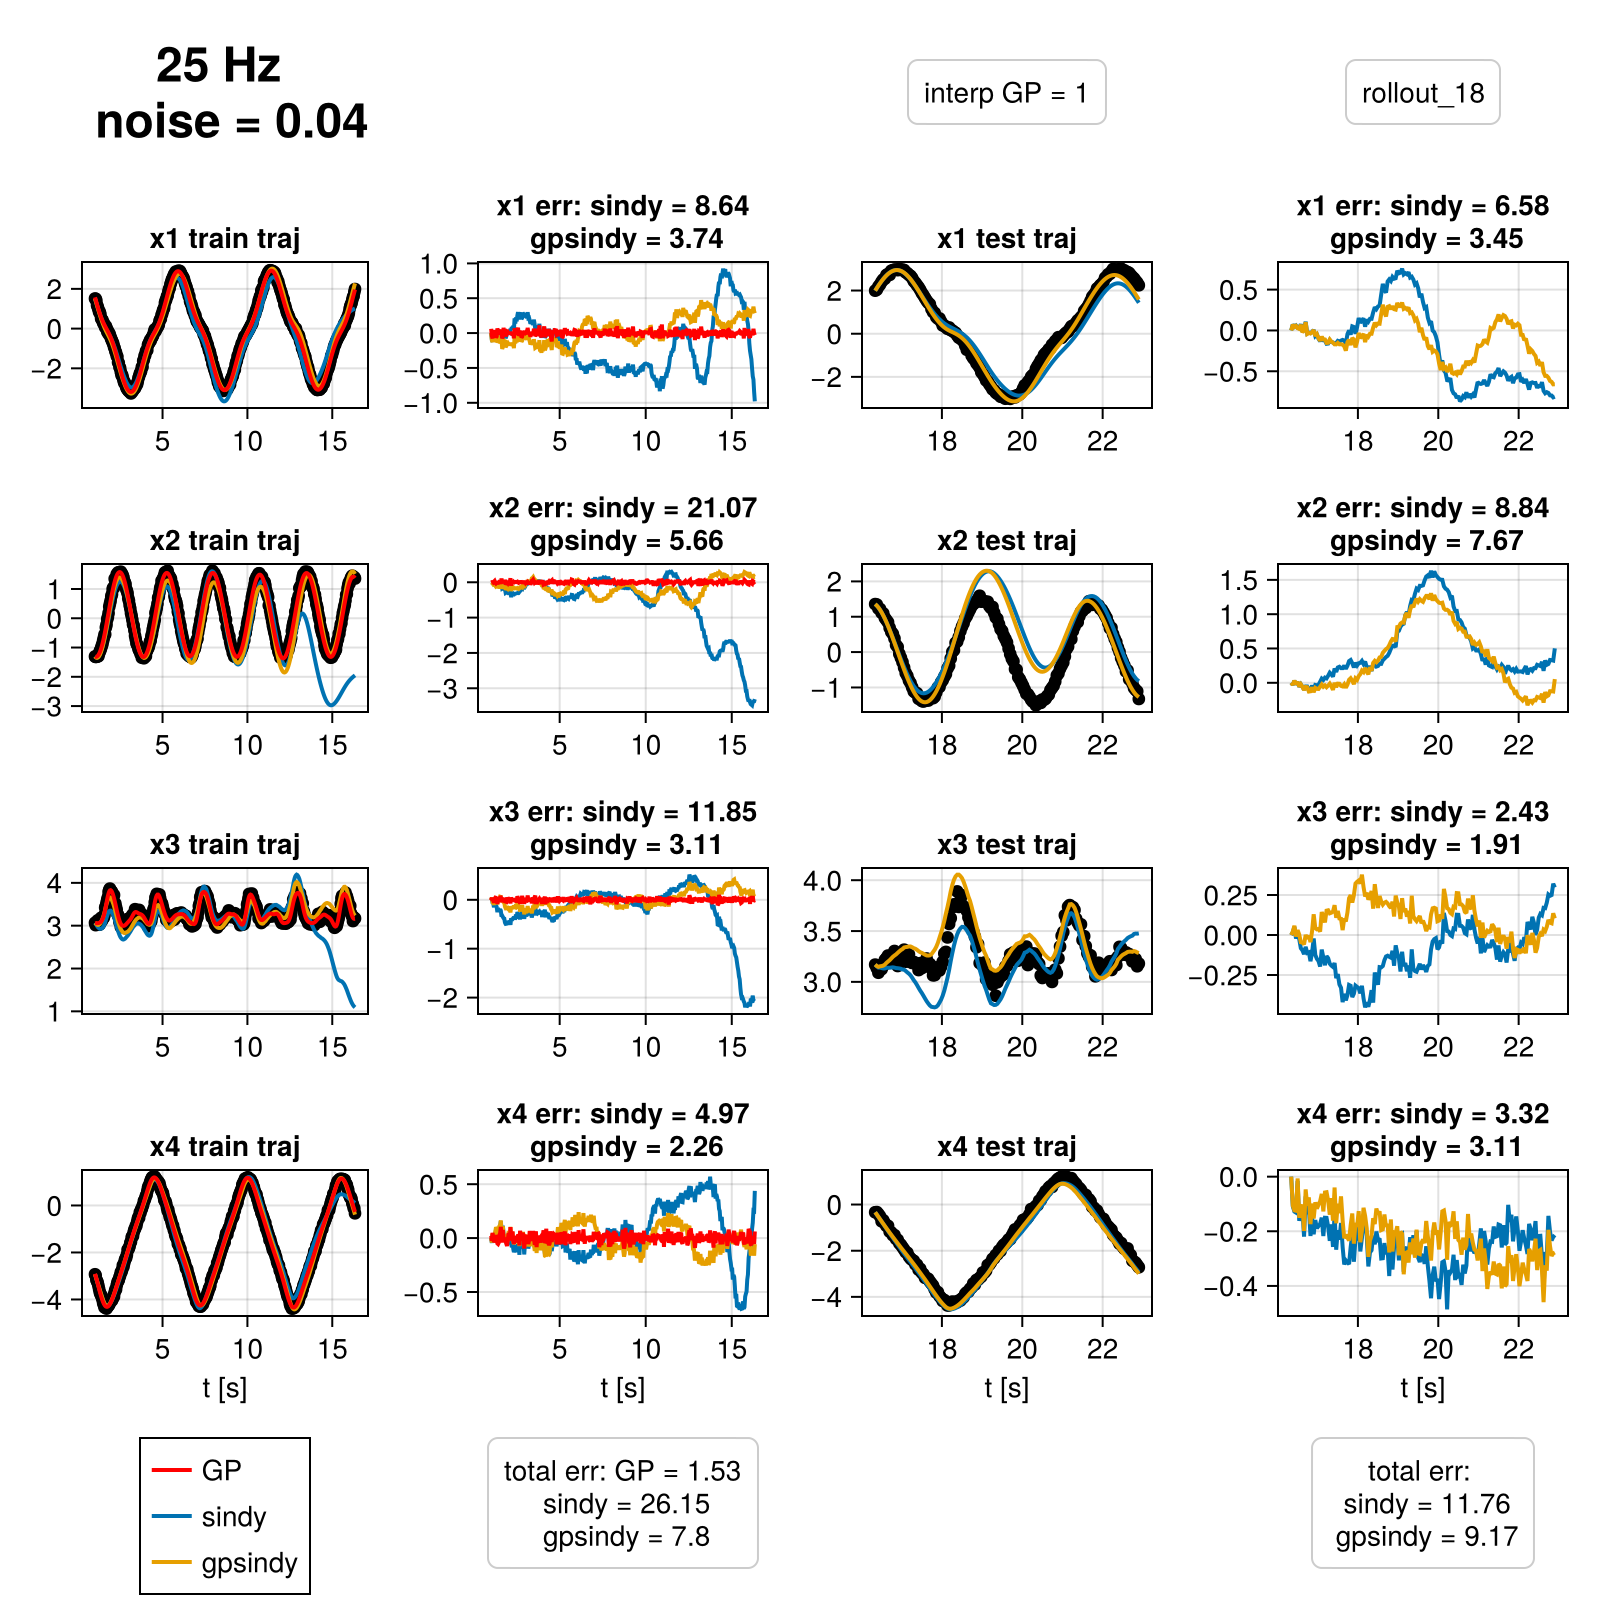 25 Hz
noise = 0.04
interp GP = 1
rollout_18
x1 train traj
2
0
−2
5
10
15
x1 err: sindy = 8.64
gpsindy = 3.74
1.0
0.5
0.0
−0.5
−1.0
5
10
15
x1 test traj
2
0
−2
18
20
22
x1 err: sindy = 6.58
gpsindy = 3.45
0.5
0.0
−0.5
18
20
22
x2 train traj
1
0
−1
−2
−3
5
10
15
x2 err: sindy = 21.07
gpsindy = 5.66
0
−1
−2
−3
5
10
15
x2 test traj
2
1
0
−1
18
20
22
x2 err: sindy = 8.84
gpsindy = 7.67
1.5
1.0
0.5
0.0
18
20
22
x3 train traj
4
3
2
1
5
10
15
x3 err: sindy = 11.85
gpsindy = 3.11
0
−1
−2
5
10
15
x3 test traj
4.0
3.5
3.0
18
20
22
x3 err: sindy = 2.43
gpsindy = 1.91
0.25
0.00
−0.25
18
20
22
x4 train traj
0
−2
−4
5
10
15
t [s]
x4 err: sindy = 4.97
gpsindy = 2.26
0.5
0.0
−0.5
5
10
15
t [s]
x4 test traj
0
−2
−4
18
20
22
t [s]
x4 err: sindy = 3.32
gpsindy = 3.11
0.0
−0.2
−0.4
18
20
22
t [s]
GP
sindy
gpsindy
total err: GP = 1.53
sindy = 26.15
gpsindy = 7.8
total err:
sindy = 11.76
gpsindy = 9.17